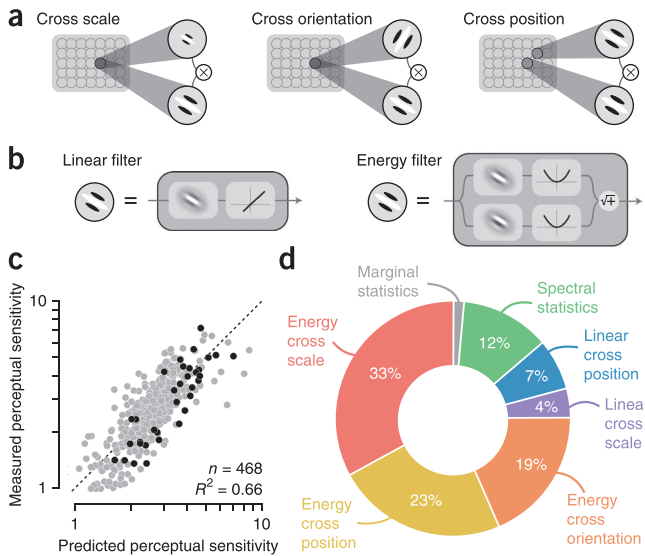 a
Cross scale
Cross orientation
Cross position
b
Linear filter
Energy filter
=
=
√+
c
d
Measured perceptual sensitivity
10
1
n = 468
R² = 0.66
1
10
Predicted perceptual sensitivity
Marginal
statistics
Spectral
statistics
12%
Linear
cross
position
7%
Linea
cross
scale
4%
Energy
cross
orientation
19%
Energy
cross
position
23%
Energy
cross
scale
33%